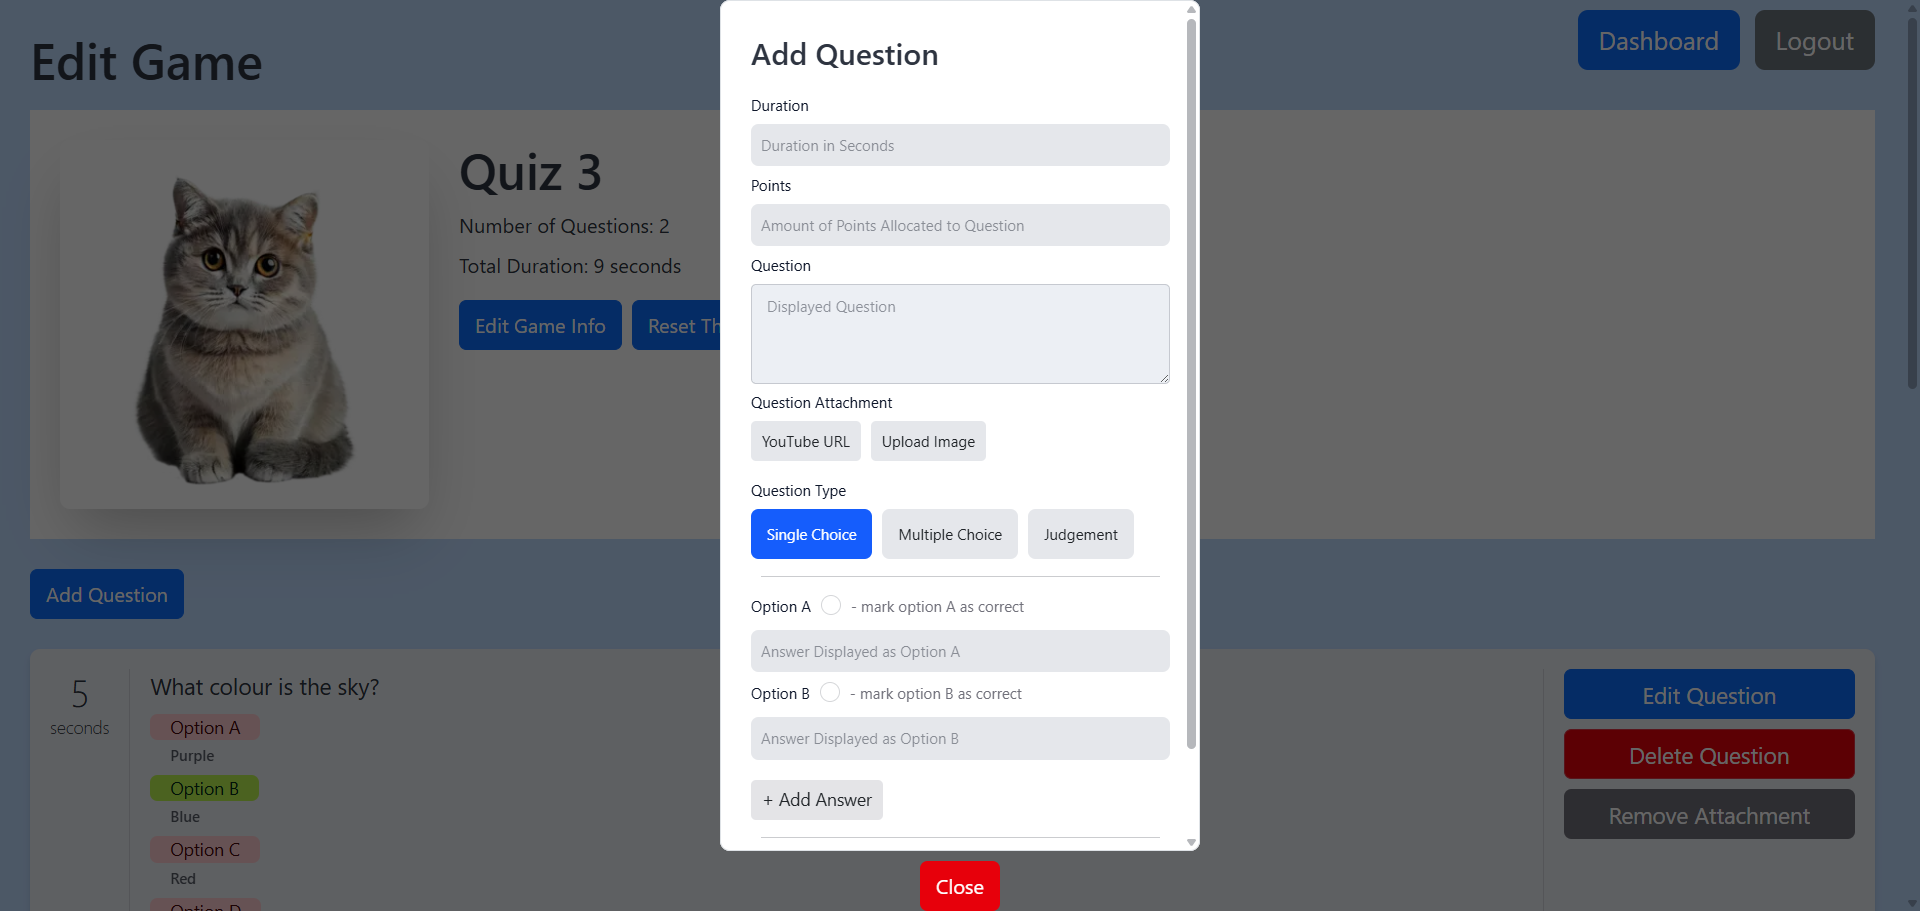 Edit Game
Dashboard
Logout
Quiz 3
Number of Questions: 2
Total Duration: 9 seconds
Edit Game Info
Reset Th
Add Question
5
seconds
What colour is the sky?
Option A
Purple
Option B
Blue
Option C
Red
Option D
Edit Question
Delete Question
Remove Attachment
Add Question
Duration
Duration in Seconds
Points
Amount of Points Allocated to Question
Question
Displayed Question
Question Attachment
YouTube URL
Upload Image
Question Type
Single Choice
Multiple Choice
Judgement
Option A - mark option A as correct
Answer Displayed as Option A
Option B - mark option B as correct
Answer Displayed as Option B
+ Add Answer
Close